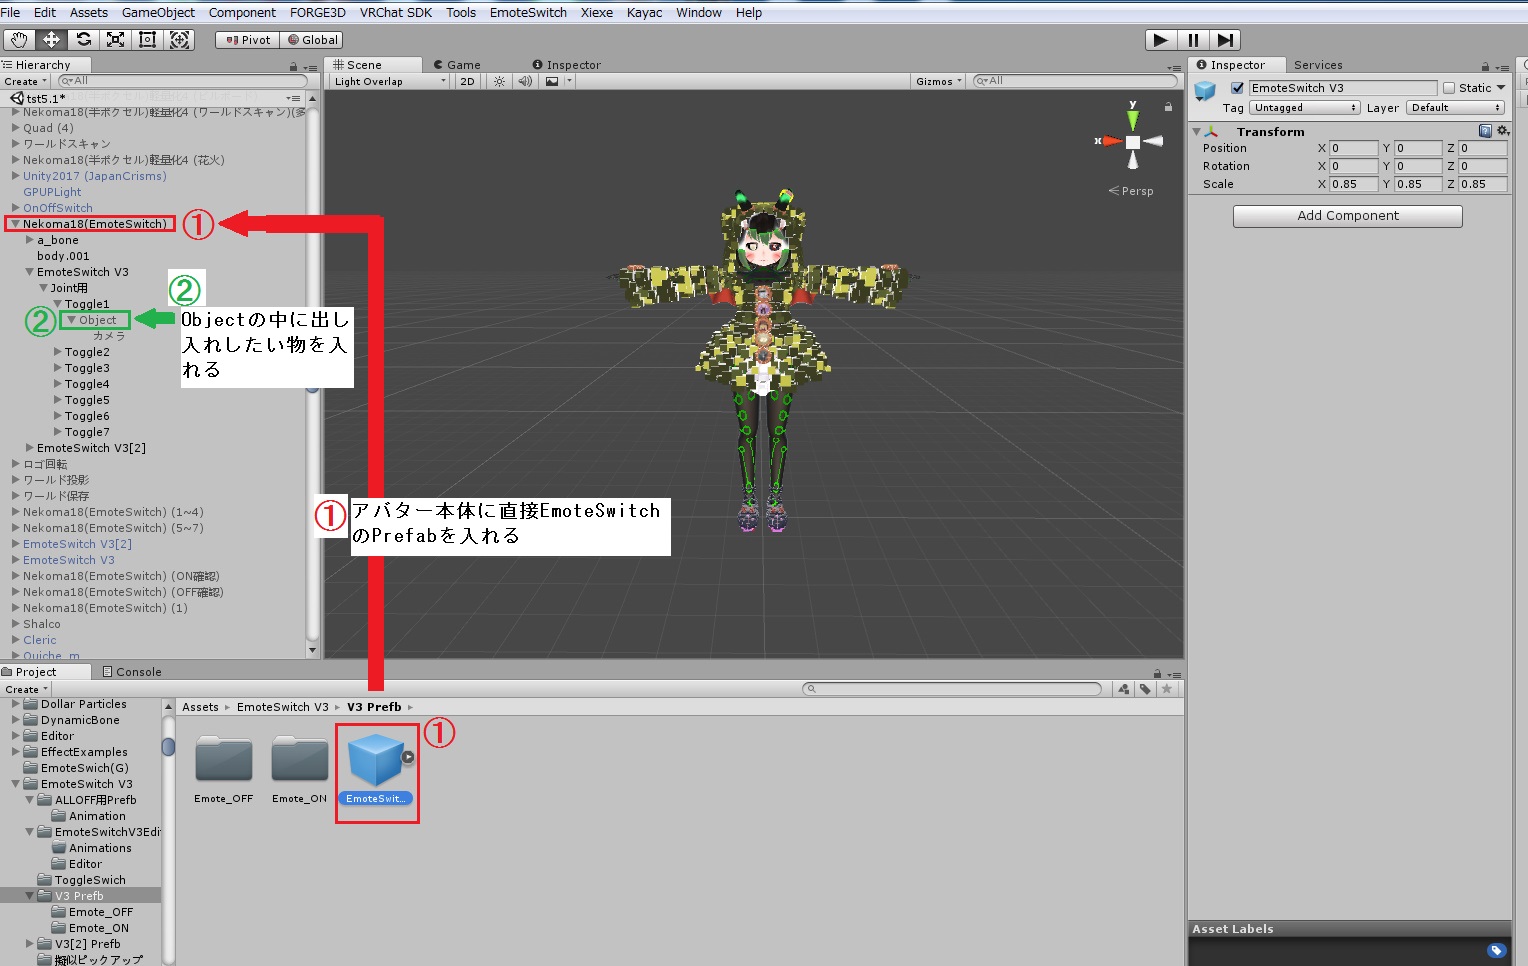 File Edit Assets GameObject Component FORGE3D VRChat SDK Tools EmoteSwitch Xiexe Kayac Window Help
Pivot Global
Hierarchy
Create All
tst5.1*
Nekoma18(半ボクセル)軽量化4 (ワールドスキャン)(多
Quad (4)
ワールドスキャン
Nekoma18(半ボクセル)軽量化4 (花火)
Unity2017 (JapanCrisms)
GPUPLight
OnOffSwitch
Nekoma18(EmoteSwitch) ①
a_bone
body.001
EmoteSwitch V3
Joint用
Toggle1
② Object
カメラ
Toggle2
Toggle3
Toggle4
Toggle5
Toggle6
Toggle7
EmoteSwitch V3[2]
ロゴ回転
ワールド投影
ワールド保存
Nekoma18(EmoteSwitch) (1~4)
Nekoma18(EmoteSwitch) (5~7)
EmoteSwitch V3[2]
EmoteSwitch V3
Nekoma18(EmoteSwitch) (ON確認)
Nekoma18(EmoteSwitch) (OFF確認)
Nekoma18(EmoteSwitch) (1)
Shalco
Cleric
Quiche_m
②
Objectの中に出し
入れしたい物を入
れる
Scene Game Inspector
Light Overlap 2D Gizmos All
y
x
Persp
①アバター本体に直接EmoteSwitch
のPrefabを入れる
Inspector Services
EmoteSwitch V3 Static
Tag Untagged Layer Default
Transform
Position X 0 Y 0 Z 0
Rotation X 0 Y 0 Z 0
Scale X 0.85 Y 0.85 Z 0.85
Add Component
Asset Labels
Project Console
Create
Dollar Particles
DynamicBone
Editor
EffectExamples
EmoteSwich(G)
EmoteSwitch V3
ALLOFF用Prefb
Animation
EmoteSwitchV3Edi
Animations
Editor
ToggleSwich
V3 Prefb
Emote_OFF
Emote_ON
V3[2] Prefb
擬似ピックアップ
Assets EmoteSwitch V3 V3 Prefb
①
Emote_OFF Emote_ON EmoteSwit...